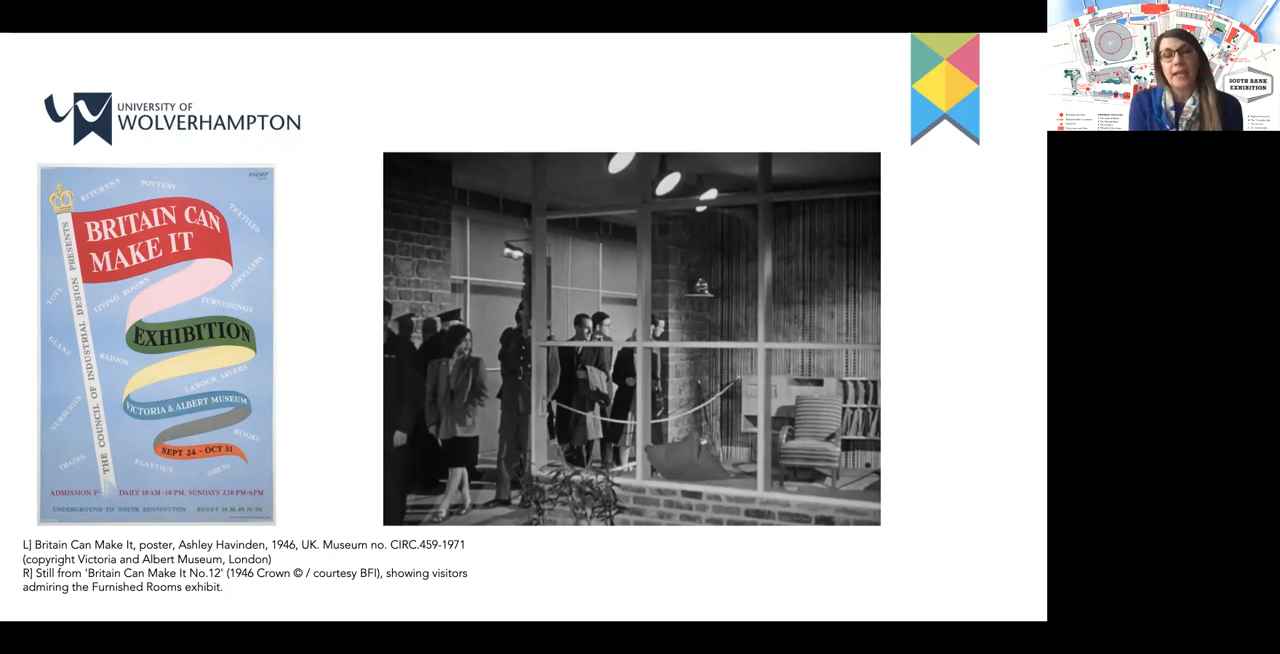 UNIVERSITY OF
WOLVERHAMPTON
KITCHENS
POTTERY
TEXTILES
THE COUNCIL OF INDUSTRIAL DESIGN PRESENTS
BRITAIN CAN
MAKE IT
JEWELLERY
TOYS
LIVING ROOMS
FURNISHINGS
EXHIBITION
GLASS
RADIOS
LABOUR SAVERS
VICTORIA & ALBERT MUSEUM
NURSERIES
BOOKS
SEPT 24 - OCT 31
TRAINS
PLASTICS
DRESS
DAILY 10 AM-10 PM. SUNDAYS 2.30 PM-6 PM
UNDERGROUND TO SOUTH KENSINGTON
L] Britain Can Make It, poster, Ashley Havinden, 1946, UK. Museum no. CIRC.459-1971
(copyright Victoria and Albert Museum, London)
R] Still from 'Britain Can Make It No.12' (1946 Crown © / courtesy BFI), showing visitors
admiring the Furnished Rooms exhibit.
SOUTH BANK
EXHIBITION